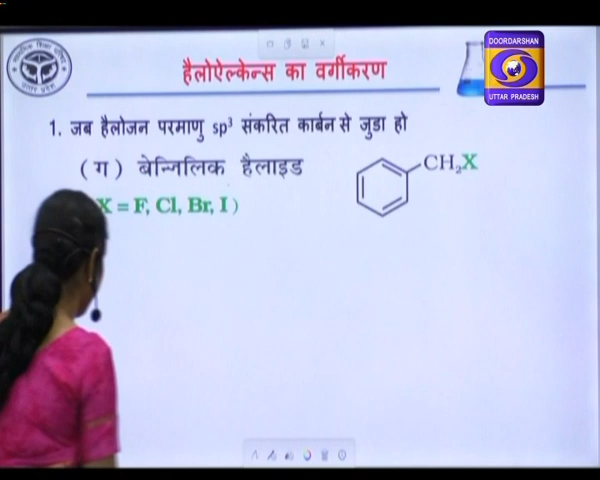 DOORDARSHAN
UTTAR PRADESH
हैलोऐल्केन्स का वर्गीकरण
1. जब हैलोजन परमाणु sp³ संकरित कार्बन से जुडा हो
(ग) बेन्जिलिक हैलाइड
CH₂X
X = F, Cl, Br, I)